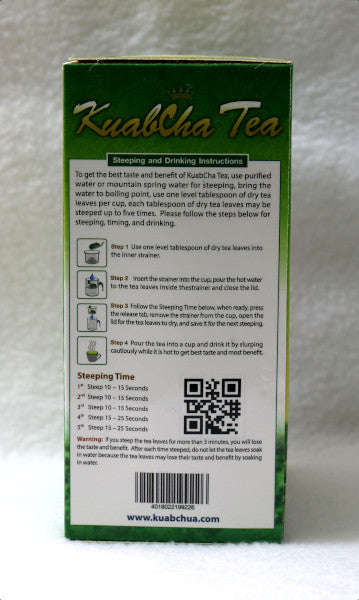 KuabCha Tea
Steeping and Drinking Instructions
To get the best taste and benefit of KuabCha Tea, use purified
water or mountain spring water for steeping, bring the
water to boiling point, use one level tablespoon of dry tea
leaves per cup, each tablespoon of dry tea leaves may be
steeped up to five times. Please follow the steps below for
steeping, timing, and drinking.
Step 1 Use one level tablespoon of dry tea leaves into
the inner strainer.
Step 2 Insert the strainer into the cup, pour the hot water
to the tea leaves inside thestrainer and close the lid.
Step 3 Follow the Steeping Time below, when ready, press
the release tab, remove the strainer from the cup, open the
lid for the tea leaves to dry, and save it for the next steeping.
Step 4 Pour the tea into a cup and drink it by slurping
cautiously while it is hot to get best taste and most benefit.
Steeping Time
1st Steep 10 – 15 Seconds
2nd Steep 10 – 15 Seconds
3rd Steep 10 – 15 Seconds
4th Steep 15 – 25 Seconds
5th Steep 15 – 25 Seconds
Warning: If you steep the tea leaves for more than 3 minutes, you will lose
the taste and benefit. After each time steeped, do not let the tea leaves soak
in water because the tea leaves may lose their taste and benefit by soaking
in water.
4018022199226
www.kuabchua.com